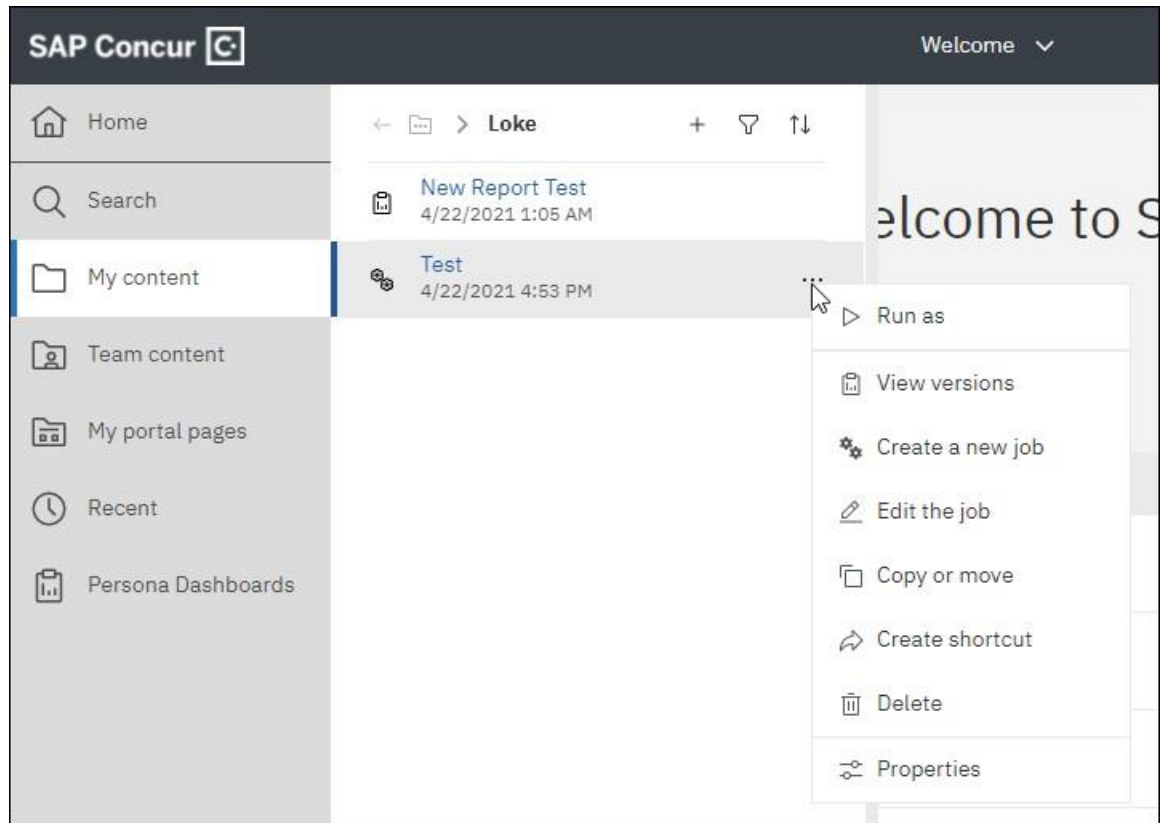 SAP Concur C
Welcome
Home
Search
My content
Team content
My portal pages
Recent
Persona Dashboards
Loke
New Report Test
4/22/2021 1:05 AM
Test
4/22/2021 4:53 PM
elcome to S
Run as
View versions
Create a new job
Edit the job
Copy or move
Create shortcut
Delete
Properties